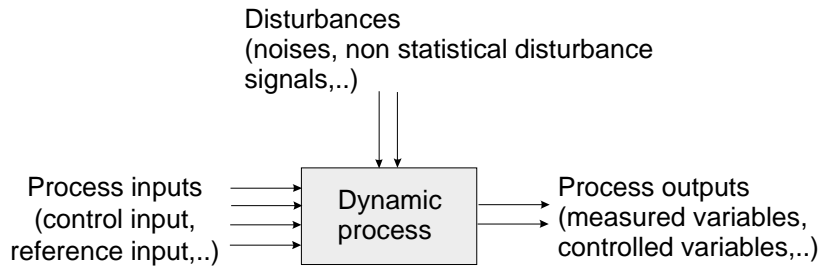 Disturbances
(noises, non statistical disturbance
signals,..)
Process inputs
(control input,
reference input,..)
Dynamic
process
Process outputs
(measured variables,
controlled variables,..)